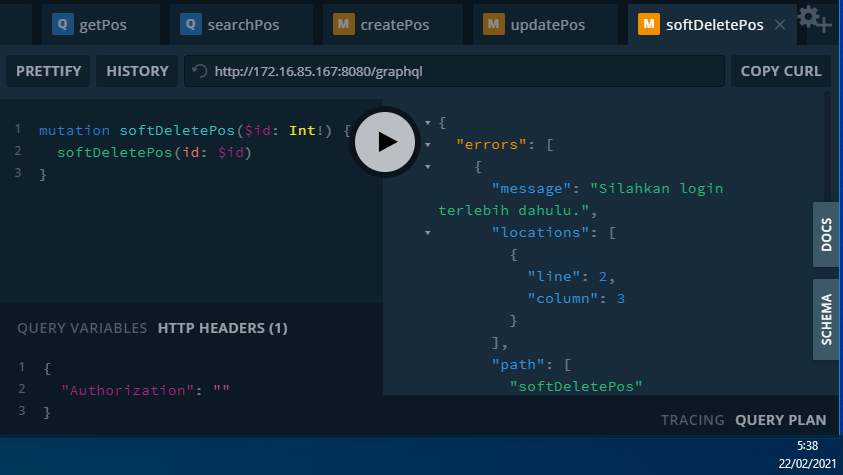 Q getPos
Q searchPos
M createPos
M updatePos
M softDeletePos
PRETTIFY HISTORY http://172.16.85.167:8080/graphql COPY CURL
1 mutation softDeletePos($id: Int!) {
2 softDeletePos(id: $id)
3 }
{
"errors": [
{
"message": "Silahkan login
terlebih dahulu.",
"locations": [
{
"line": 2,
"column": 3
}
],
"path": [
"softDeletePos"
DOCS
SCHEMA
QUERY VARIABLES HTTP HEADERS (1)
1 {
2 "Authorization": ""
3 }
TRACING QUERY PLAN
5:38
22/02/2021